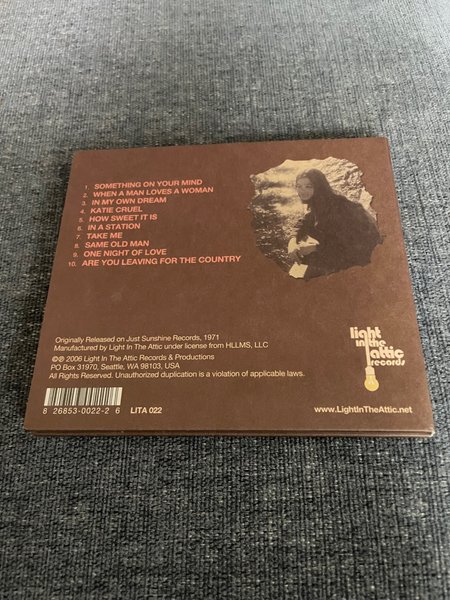 1. SOMETHING ON YOUR MIND
2. WHEN A MAN LOVES A WOMAN
3. IN MY OWN DREAM
4. KATIE CRUEL
5. HOW SWEET IT IS
6. IN A STATION
7. TAKE ME
8. SAME OLD MAN
9. ONE NIGHT OF LOVE
10. ARE YOU LEAVING FOR THE COUNTRY
Originally Released on Just Sunshine Records, 1971
Manufactured by Light In The Attic under license from HLLMS, LLC
©℗ 2006 Light In The Attic Records & Productions
PO Box 31970, Seattle, WA 98103, USA
All Rights Reserved. Unauthorized duplication is a violation of applicable laws.
light
in the
attic
records
8 26853-0022-2 6
LITA 022
www.LightInTheAttic.net